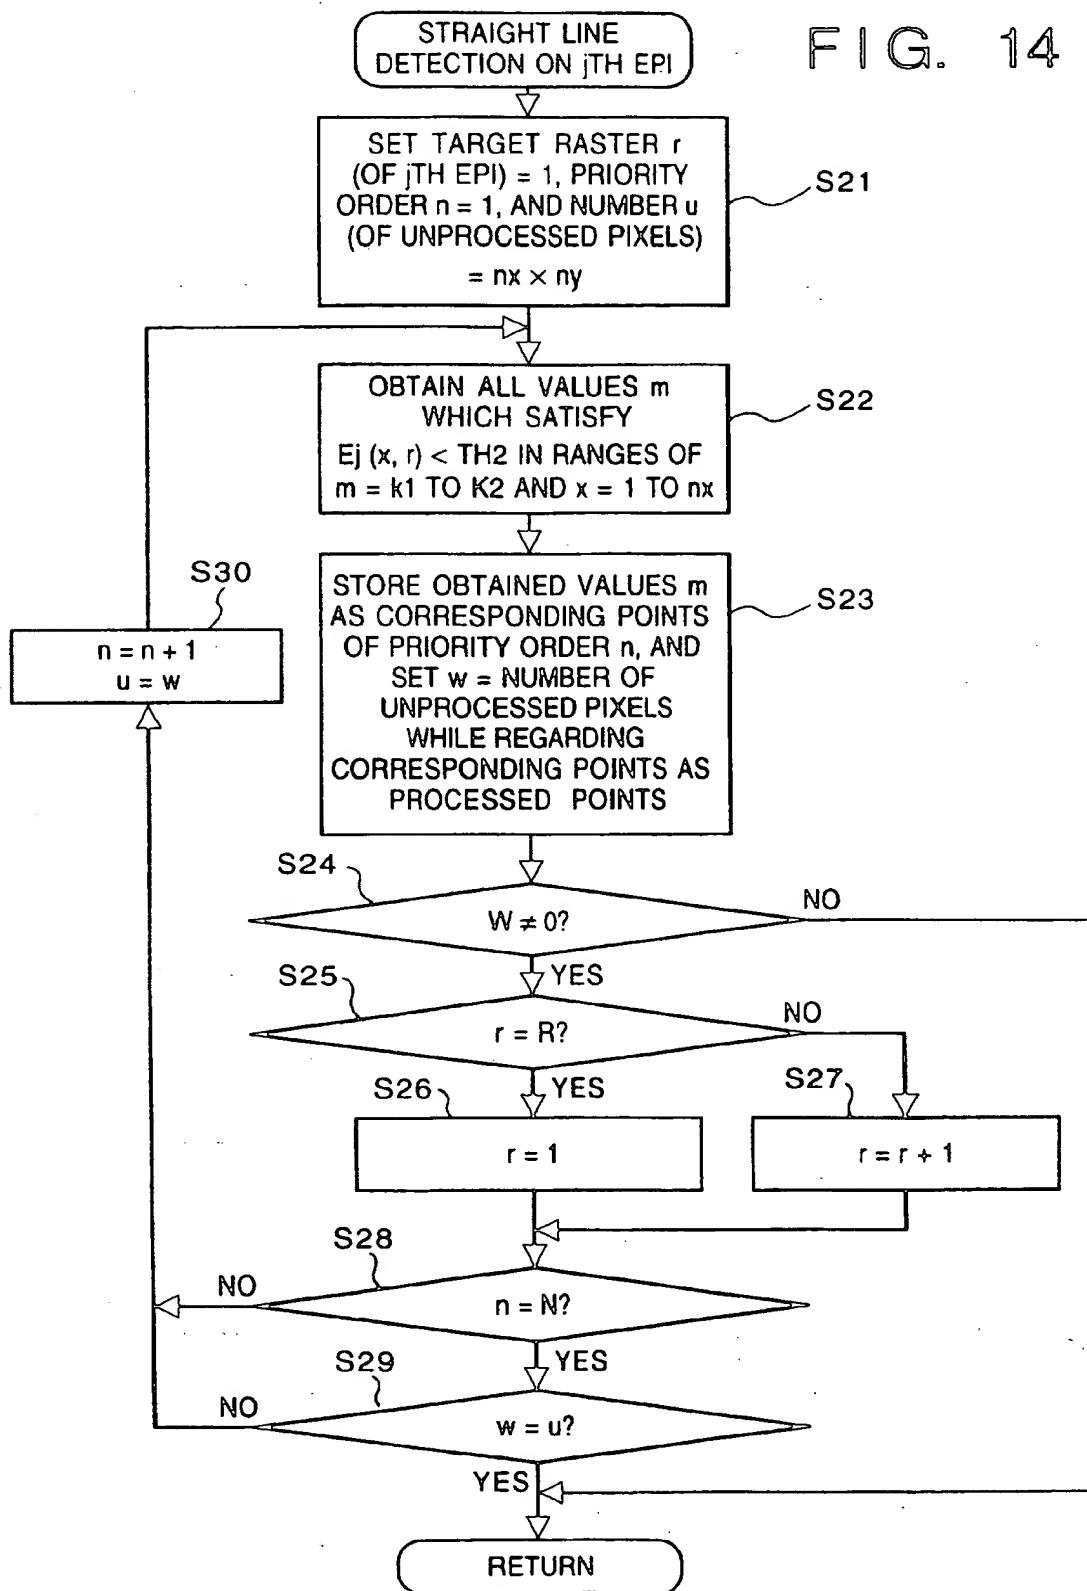 FIG. 14
STRAIGHT LINE
DETECTION ON jTH EPI
SET TARGET RASTER r
(OF jTH EPI) = 1, PRIORITY
ORDER n = 1, AND NUMBER u
(OF UNPROCESSED PIXELS)
= nx × ny
S21
OBTAIN ALL VALUES m
WHICH SATISFY
Ej (x, r) < TH2 IN RANGES OF
m = k1 TO K2 AND x = 1 TO nx
S22
STORE OBTAINED VALUES m
AS CORRESPONDING POINTS
OF PRIORITY ORDER n, AND
SET w = NUMBER OF
UNPROCESSED PIXELS
WHILE REGARDING
CORRESPONDING POINTS AS
PROCESSED POINTS
S23
S30
n = n + 1
u = w
S24
W ≠ 0?
NO
YES
S25
r = R?
NO
YES
S26
r = 1
S27
r = r + 1
S28
n = N?
NO
YES
S29
w = u?
NO
YES
RETURN